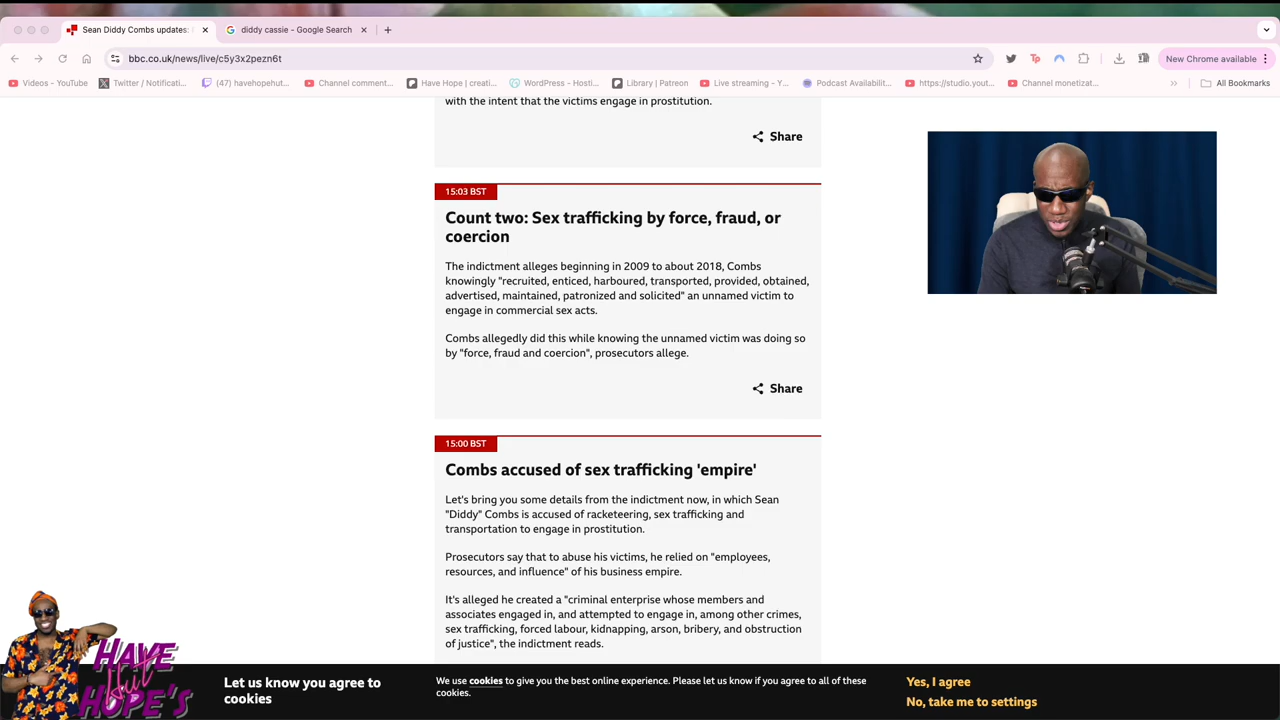 Sean Diddy Combs updates:
diddy cassie - Google Search
bbc.co.uk/news/live/c5y3x2pezn6t
New Chrome available
Videos - YouTube
Twitter / Notificati...
(47) havehopehut...
Channel comment...
Have Hope | creati...
WordPress - Hosti...
Library | Patreon
Live streaming - Y...
Podcast Availabilit...
https://studio.yout...
Channel monetizat...
All Bookmarks
with the intent that the victims engage in prostitution.
Share
15:03 BST
Count two: Sex trafficking by force, fraud, or
coercion
The indictment alleges beginning in 2009 to about 2018, Combs
knowingly "recruited, enticed, harboured, transported, provided, obtained,
advertised, maintained, patronized and solicited" an unnamed victim to
engage in commercial sex acts.
Combs allegedly did this while knowing the unnamed victim was doing so
by "force, fraud and coercion", prosecutors allege.
Share
15:00 BST
Combs accused of sex trafficking 'empire'
Let's bring you some details from the indictment now, in which Sean
"Diddy" Combs is accused of racketeering, sex trafficking and
transportation to engage in prostitution.
Prosecutors say that to abuse his victims, he relied on "employees,
resources, and influence" of his business empire.
It's alleged he created a "criminal enterprise whose members and
associates engaged in, and attempted to engage in, among other crimes,
sex trafficking, forced labour, kidnapping, arson, bribery, and obstruction
of justice", the indictment reads.
HAVE
hut
HOPE'S
Let us know you agree to
cookies
We use cookies to give you the best online experience. Please let us know if you agree to all of these
cookies.
Yes, I agree
No, take me to settings